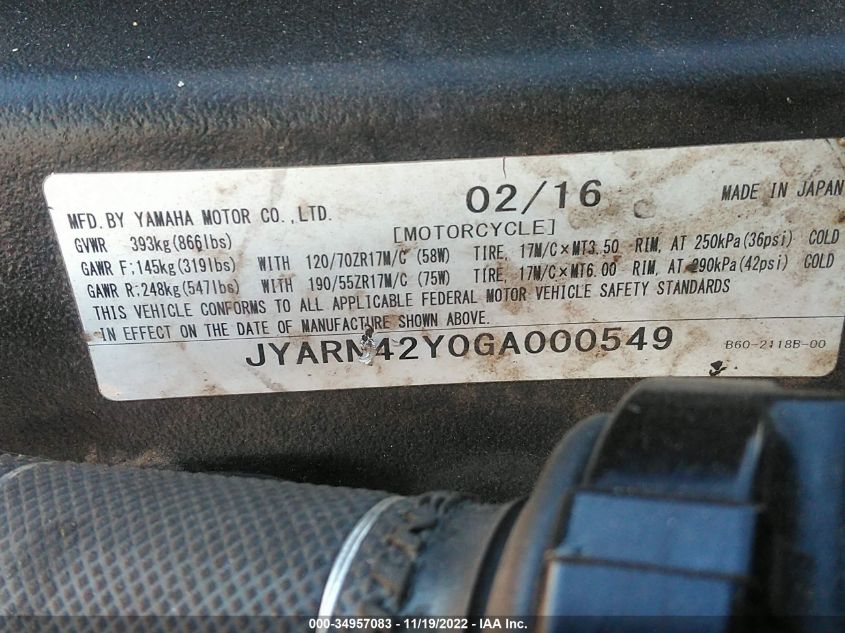 MFD.BY YAMAHA MOTOR CO.,LTD. 02/16 MADE IN JAPAN
GVWR 393kg(866lbs) [MOTORCYCLE]
GAWR F:145kg(319lbs) WITH 120/70ZR17M/C (58W) TIRE, 17M/C×MT3.50 RIM, AT 250kPa(36psi) COLD
GAWR R:248kg(547lbs) WITH 190/55ZR17M/C (75W) TIRE, 17M/C×MT6.00 RIM, AT 290kPa(42psi) COLD
THIS VEHICLE CONFORMS TO ALL APPLICABLE FEDERAL MOTOR VEHICLE SAFETY STANDARDS
IN EFFECT ON THE DATE OF MANUFACTURE SHOWN ABOVE.
JYARN42Y0GA000549 B60-2118B-00
000-34957083 - 11/19/2022 - IAA Inc.